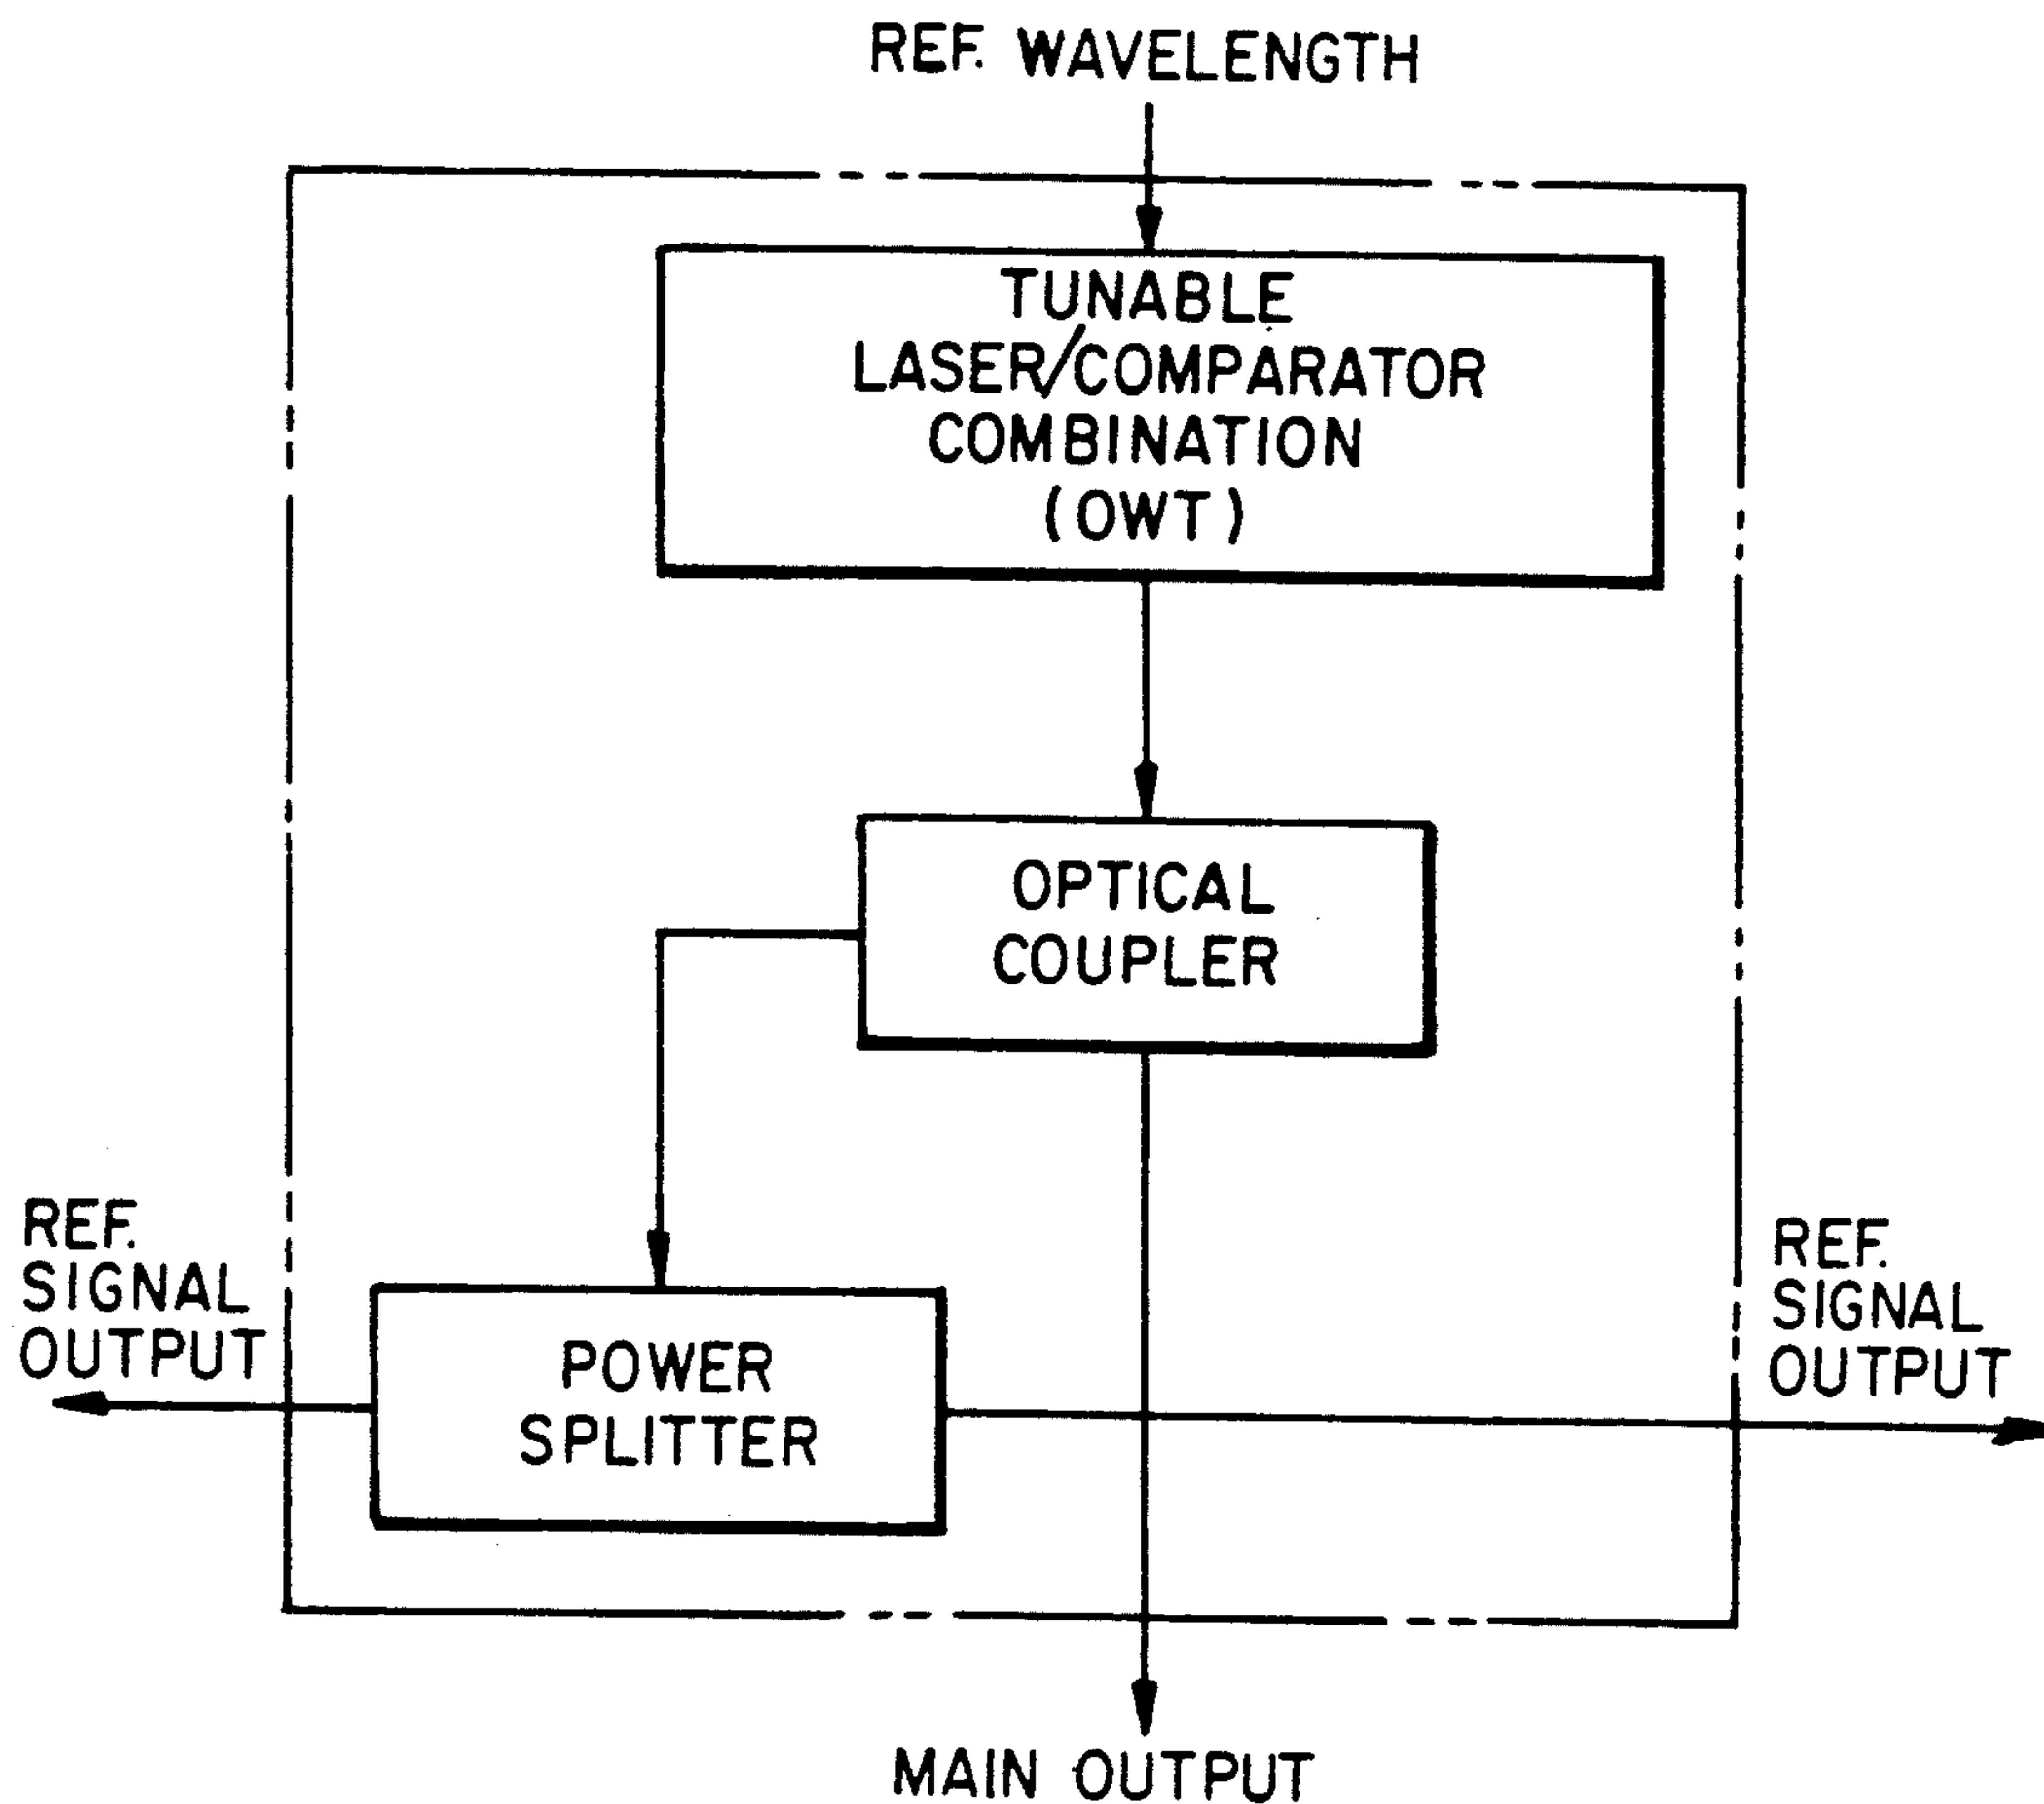 REF. WAVELENGTH
TUNABLE
LASER/COMPARATOR
COMBINATION
(OWT)
OPTICAL
COUPLER
REF.
SIGNAL
OUTPUT
POWER
SPLITTER
REF.
SIGNAL
OUTPUT
MAIN OUTPUT